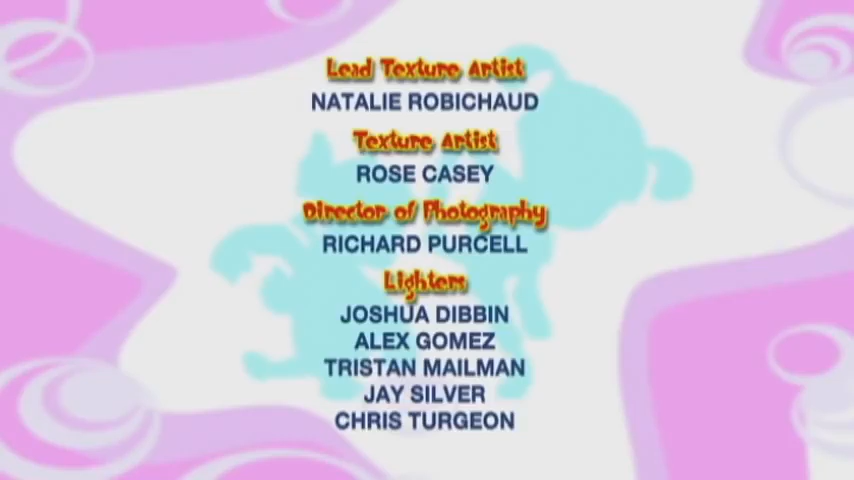 Lead Texture Artist
NATALIE ROBICHAUD
Texture Artist
ROSE CASEY
Director of Photography
RICHARD PURCELL
Lighters
JOSHUA DIBBIN
ALEX GOMEZ
TRISTAN MAILMAN
JAY SILVER
CHRIS TURGEON